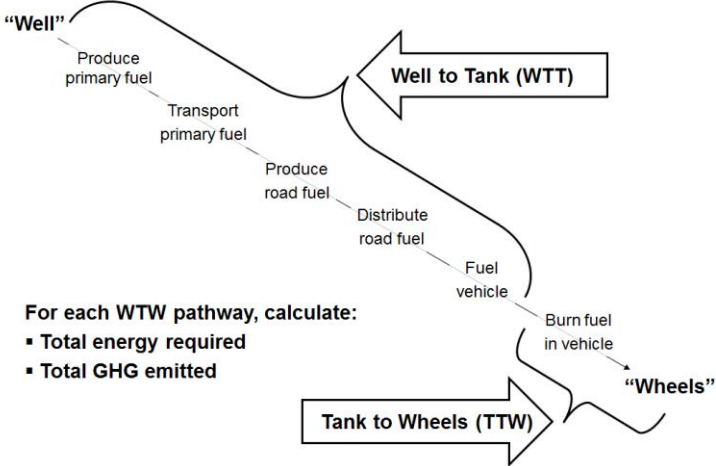 “Well”
Produce
primary fuel
Well to Tank (WTT)
Transport
primary fuel
Produce
road fuel
Distribute
road fuel
Fuel
vehicle
For each WTW pathway, calculate:
▪ Total energy required
▪ Total GHG emitted
Burn fuel
in vehicle
“Wheels”
Tank to Wheels (TTW)